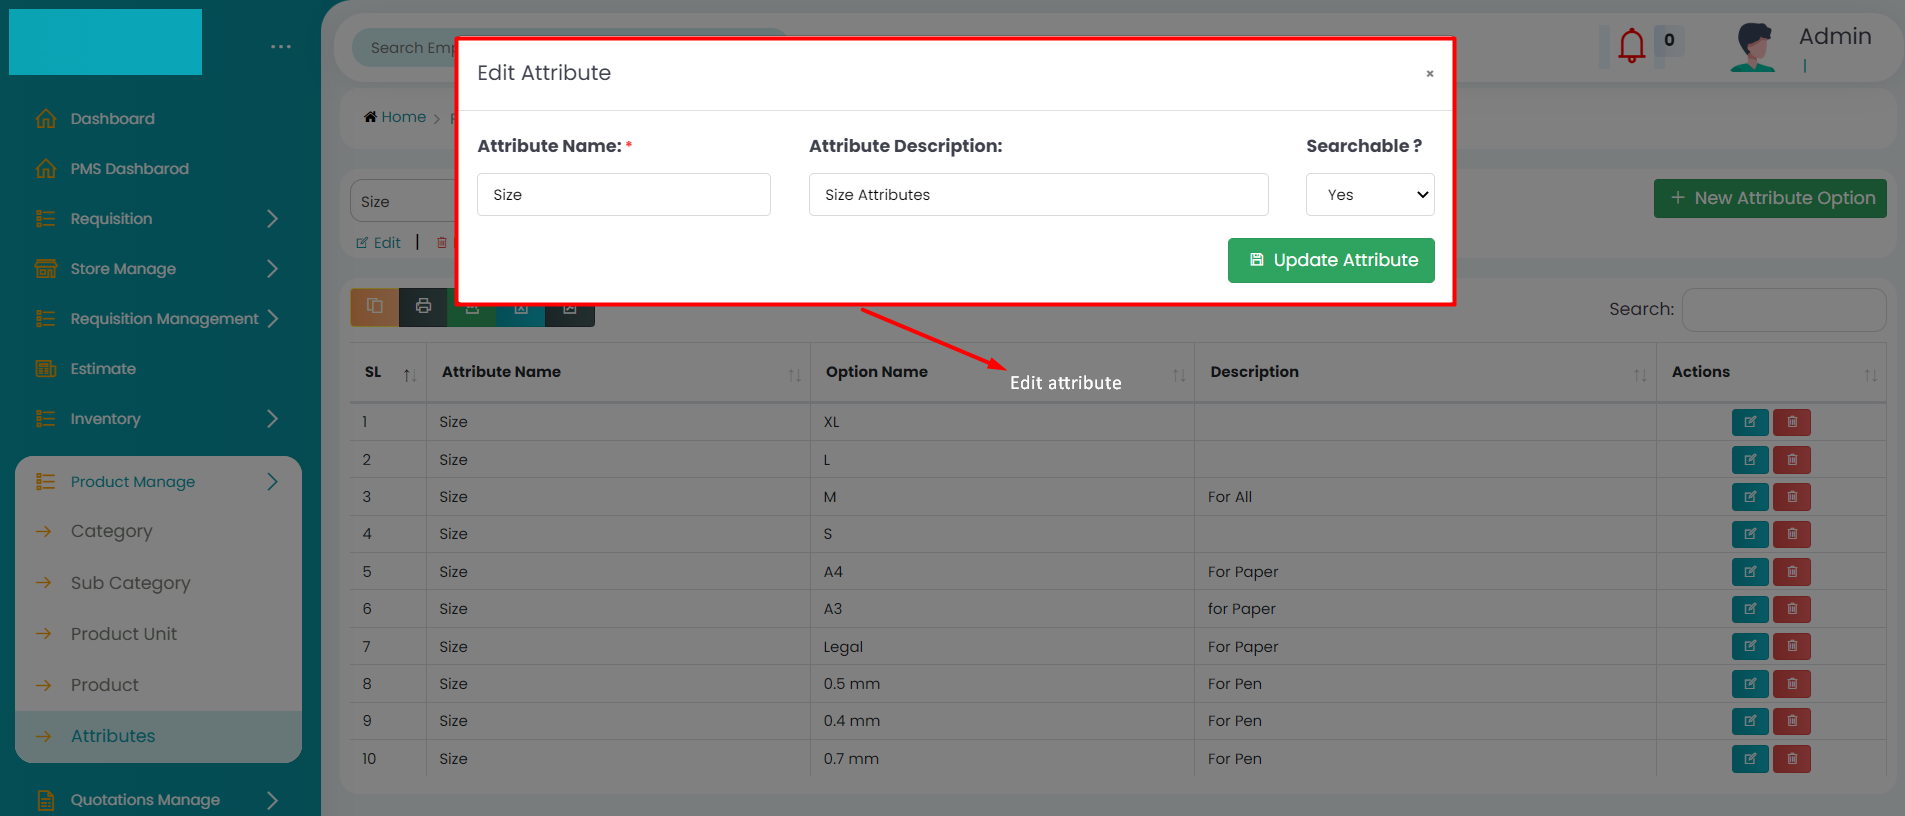 Search Emp
0
Admin
Edit Attribute
×
Home
Attribute Name: *
Attribute Description:
Searchable ?
Size
Size Attributes
Yes
Update Attribute
Size
New Attribute Option
Edit |
Search:
Edit attribute
Dashboard
PMS Dashbarod
Requisition
Store Manage
Requisition Management
Estimate
Inventory
Product Manage
Category
Sub Category
Product Unit
Product
Attributes
Quotations Manage
SL Attribute Name Option Name Description Actions
1 Size XL
2 Size L
3 Size M For All
4 Size S
5 Size A4 For Paper
6 Size A3 for Paper
7 Size Legal For Paper
8 Size 0.5 mm For Pen
9 Size 0.4 mm For Pen
10 Size 0.7 mm For Pen